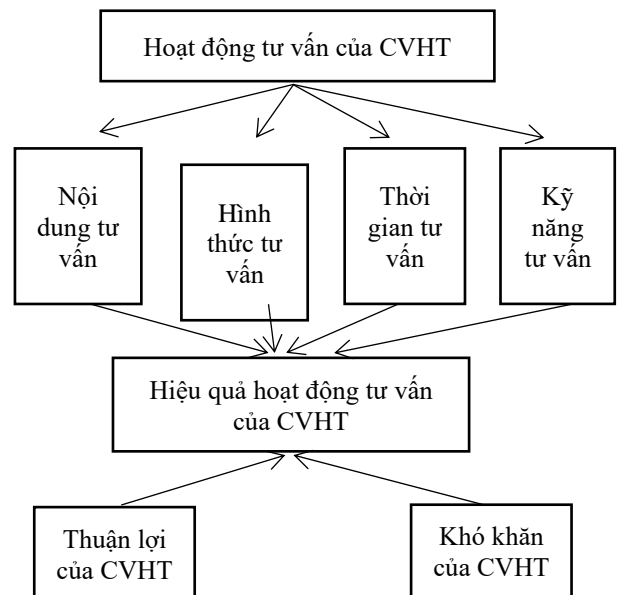 Hoạt động tư vấn của CVHT
Nội
dung tư
vấn
Hình
thức tư
vấn
Thời
gian tư
vấn
Kỹ
năng
tư vấn
Hiệu quả hoạt động tư vấn
của CVHT
Thuận lợi
của CVHT
Khó khăn
của CVHT